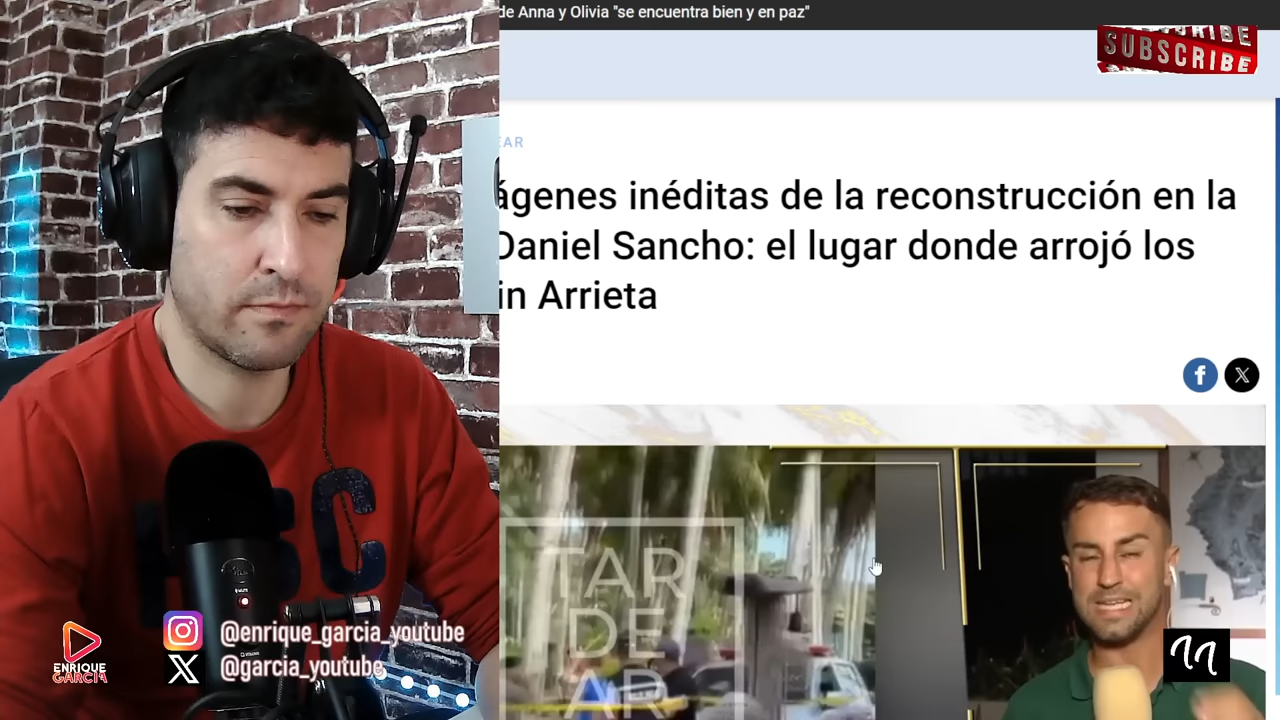 de Anna y Olivia "se encuentra bien y en paz"
SUBSCRIBE
EAR
ágenes inéditas de la reconstrucción en la
Daniel Sancho: el lugar donde arrojó los
in Arrieta
TAR
DE
AR
ENRIQUE
GARCIA
@enrique_garcia_youtube
@garcia_youtube